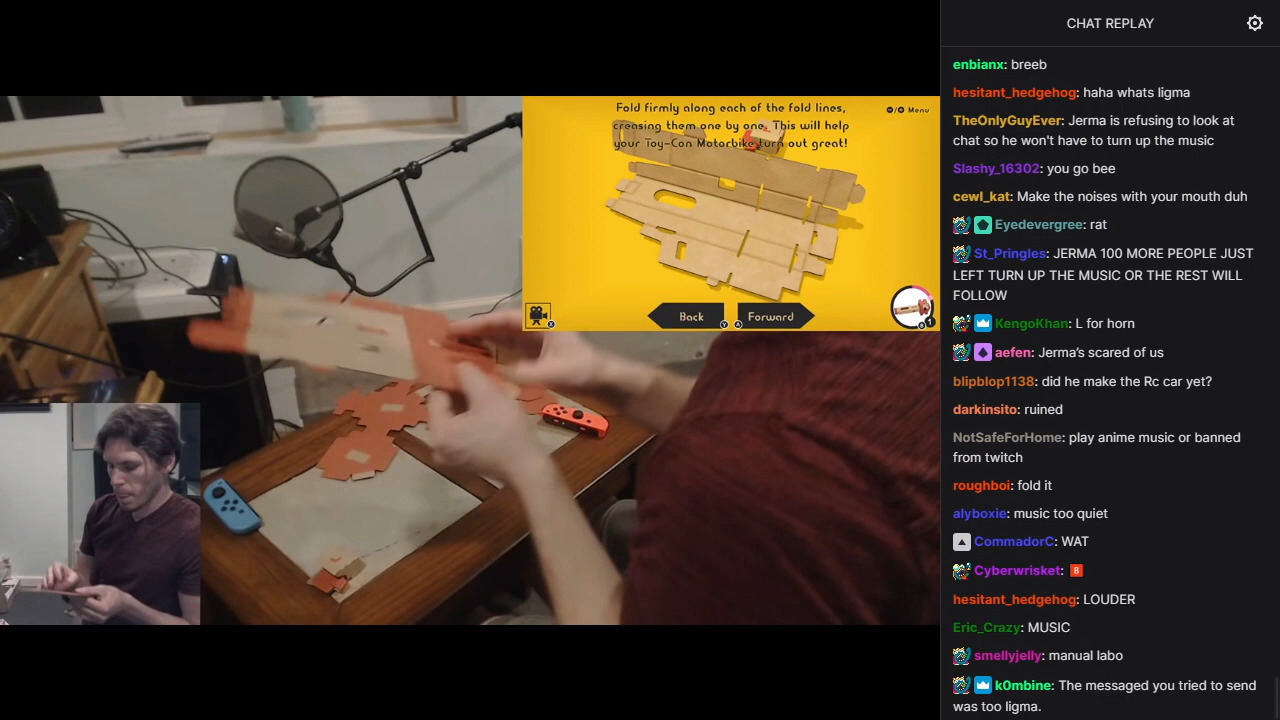 Fold firmly along each of the fold lines,
creasing them one by one. This will help
your Toy-Con Motorbike turn out great!
Menu
Back
Forward
X
Y
A
CHAT REPLAY
enbianx: breeb
hesitant_hedgehog: haha whats ligma
TheOnlyGuyEver: Jerma is refusing to look at
chat so he won't have to turn up the music
Slashy_16302: you go bee
cewl_kat: Make the noises with your mouth duh
Eyedevergree: rat
St_Pringles: JERMA 100 MORE PEOPLE JUST
LEFT TURN UP THE MUSIC OR THE REST WILL
FOLLOW
KengoKhan: L for horn
aefen: Jerma's scared of us
blipblop1138: did he make the Rc car yet?
darkinsito: ruined
NotSafeForHome: play anime music or banned
from twitch
roughboi: fold it
alyboxie: music too quiet
CommadorC: WAT
Cyberwrisket: B
hesitant_hedgehog: LOUDER
Eric_Crazy: MUSIC
smellyjelly: manual labo
k0mbine: The messaged you tried to send
was too ligma.